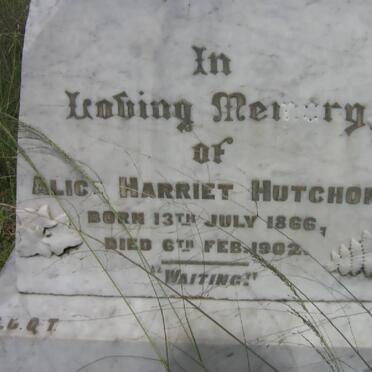 In
Loving Memory
of
ALICE HARRIET HUTCHON
BORN 13TH JULY 1866,
DIED 6TH FEB. 1902.
"WAITING."
G. Q. T.